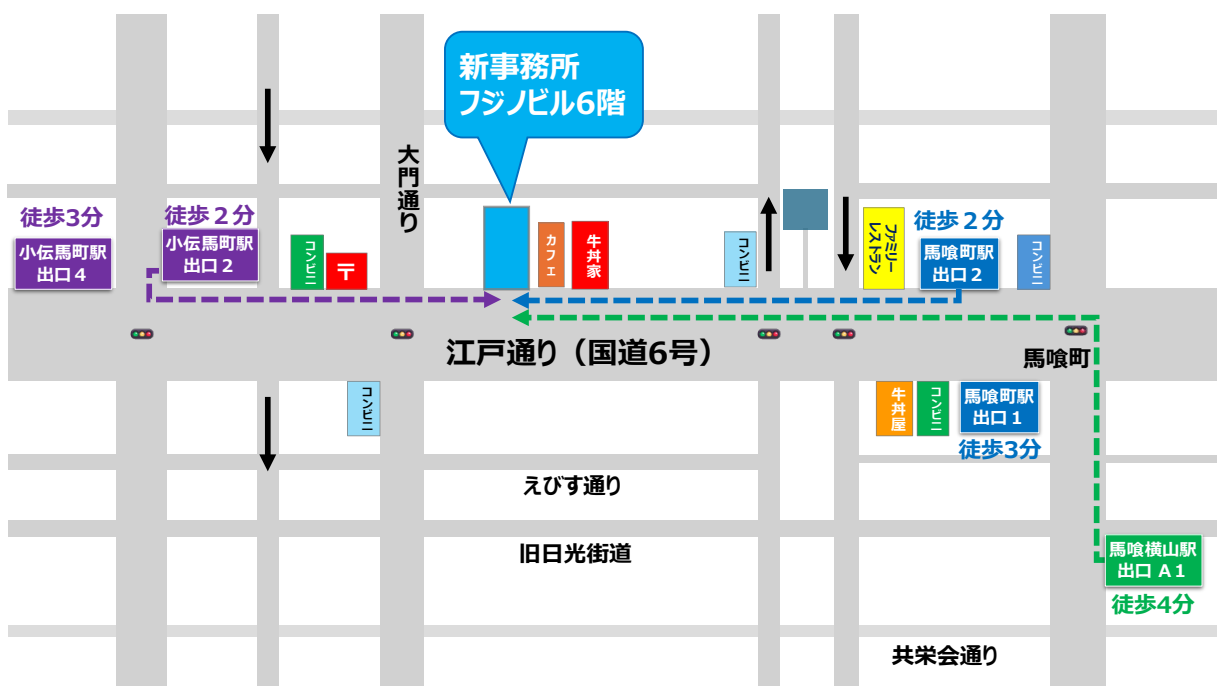 新事務所
フジノビル6階
大門通り
徒歩3分
小伝馬町駅
出口4
徒歩２分
小伝馬町駅
出口2
コンビニ
〒
カフェ
牛丼家
コンビニ
ファミリー
レストラン
徒歩２分
馬喰町駅
出口2
コンビニ
江戸通り（国道6号）
馬喰町
コンビニ
牛丼屋
コンビニ
馬喰町駅
出口1
徒歩3分
えびす通り
旧日光街道
馬喰横山駅
出口 A1
徒歩4分
共栄会通り